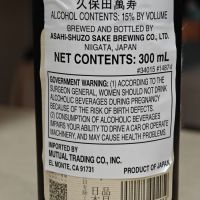 久保田萬寿
ALCOHOL CONTENTS: 15% BY VOLUME
BREWED AND BOTTLED BY
ASAHI-SHUZO SAKE BREWING CO., LTD.
NIIGATA, JAPAN
NET CONTENTS: 300 mL
#34015 #14874
GOVERNMENT WARNING: (1) ACCORDING TO THE
SURGEON GENERAL, WOMEN SHOULD NOT DRINK
ALCOHOLIC BEVERAGES DURING PREGNANCY
BECAUSE OF THE RISK OF BIRTH DEFECTS.
(2) CONSUMPTION OF ALCOHOLIC BEVERAGES
IMPAIRS YOUR ABILITY TO DRIVE A CAR OR OPERATE
MACHINERY, AND MAY CAUSE HEALTH PROBLEMS.
IMPORTED BY
MUTUAL TRADING CO., INC.
EL MONTE, CA 91731
PRODUCT OF JAPAN